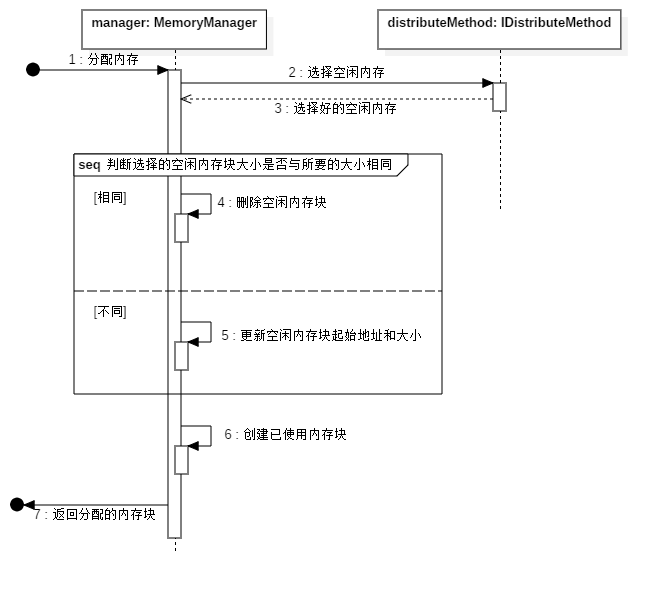 manager: MemoryManager
distributeMethod: IDistributeMethod
1 : 分配内存
2 : 选择空闲内存
3 : 选择好的空闲内存
seq 判断选择的空闲内存块大小是否与所要的大小相同
[相同]
4 : 删除空闲内存块
[不同]
5 : 更新空闲内存块起始地址和大小
6 : 创建已使用内存块
7 : 返回分配的内存块